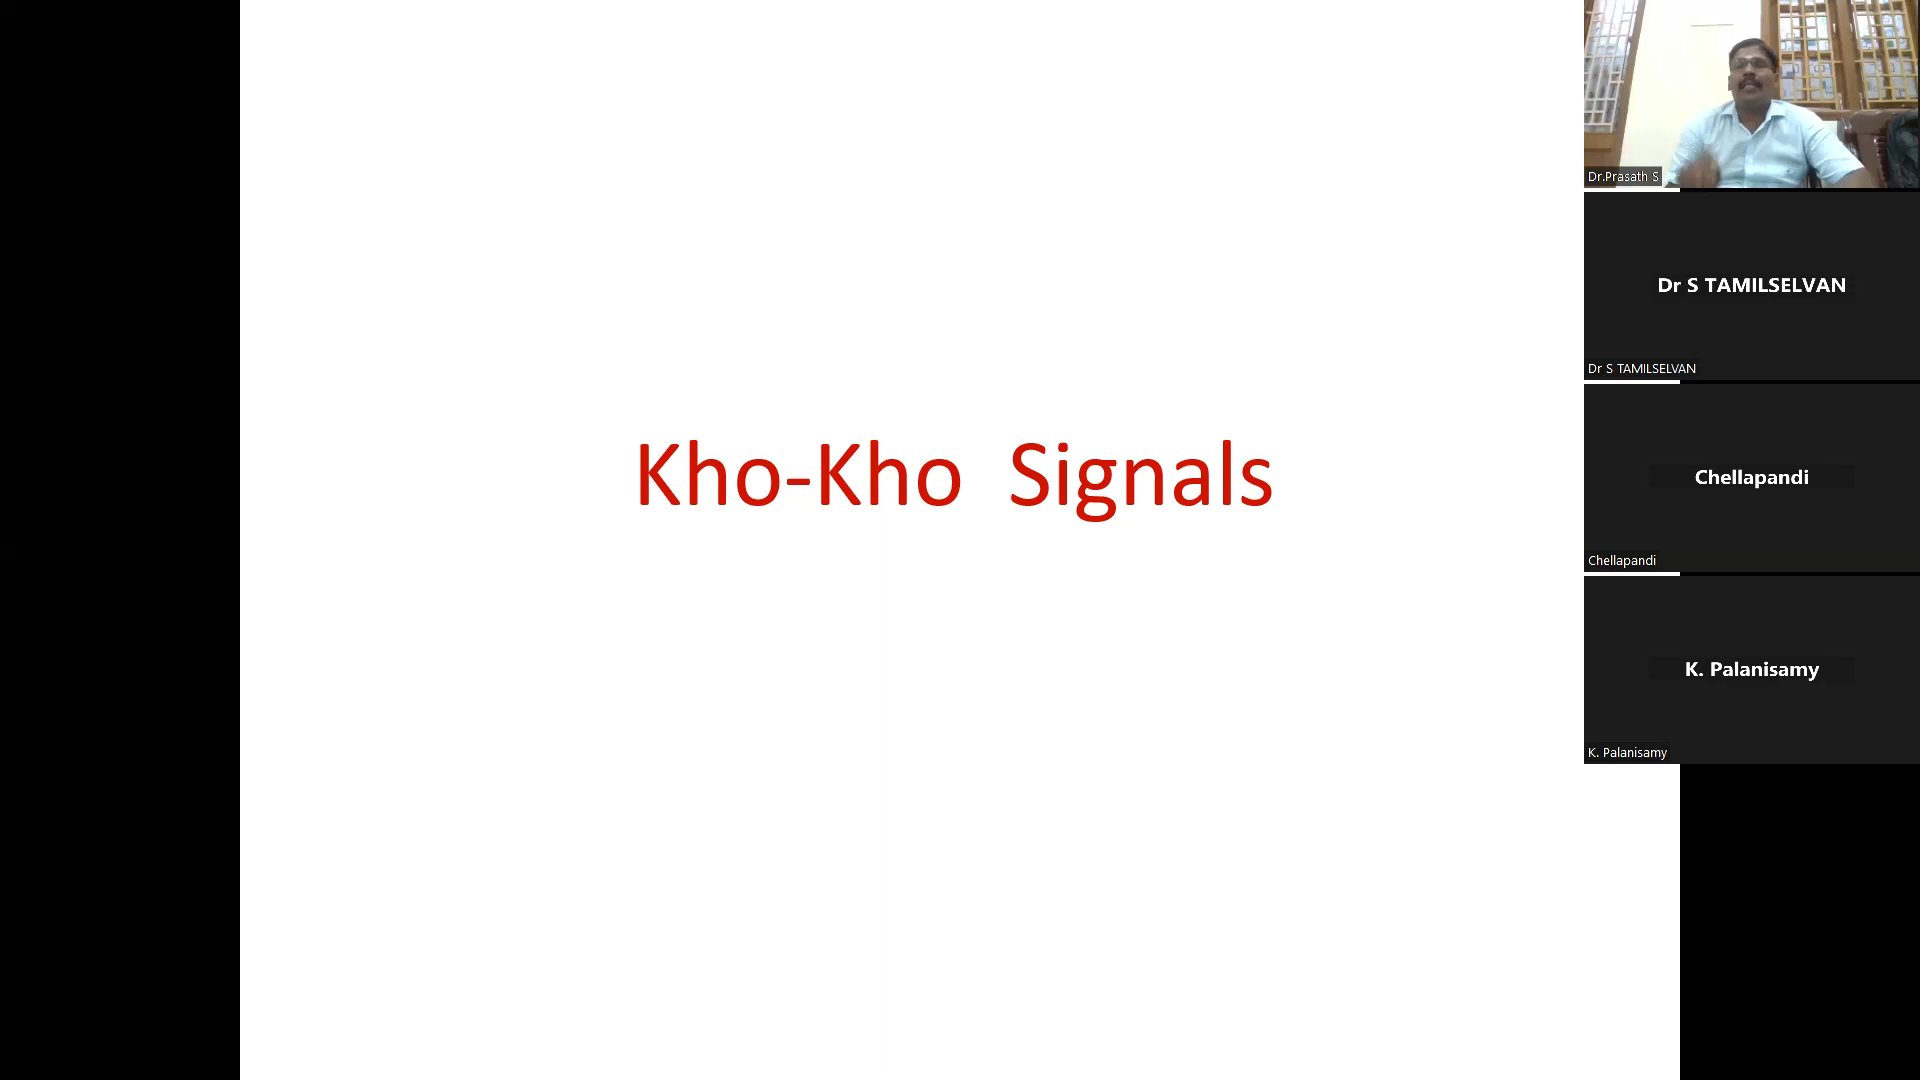 Kho-Kho Signals
Dr.Prasath S
Dr S TAMILSELVAN
Dr S TAMILSELVAN
Chellapandi
Chellapandi
K. Palanisamy
K. Palanisamy